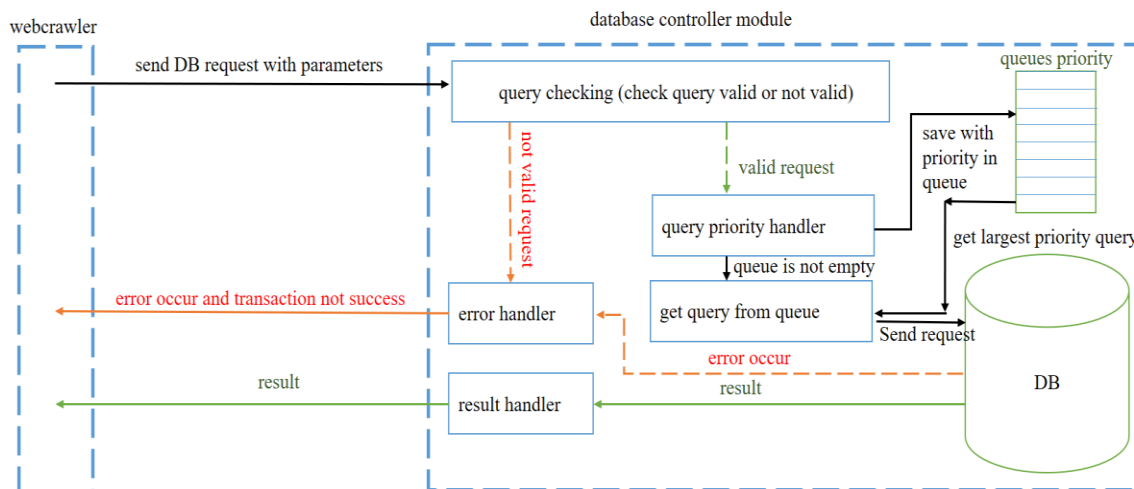 database controller module
webcrawler
send DB request with parameters
queues priority
query checking (check query valid or not valid)
not valid request
valid request
save with
priority in
queue
query priority handler
get largest priority query
queue is not empty
error occur and transaction not success
error handler
get query from queue
Send request
error occur
result
result handler
result
DB